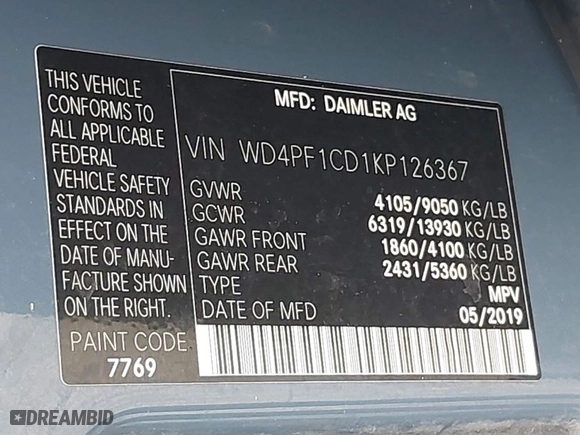 THIS VEHICLE
CONFORMS TO
ALL APPLICABLE
FEDERAL
VEHICLE SAFETY
STANDARDS IN
EFFECT ON THE
DATE OF MANU-
FACTURE SHOWN
ON THE RIGHT.
PAINT CODE
7769
MFD: DAIMLER AG
VIN WD4PF1CD1KP126367
GVWR 4105/9050 KG/LB
GCWR 6319/13930 KG/LB
GAWR FRONT 1860/4100 KG/LB
GAWR REAR 2431/5360 KG/LB
TYPE MPV
DATE OF MFD 05/2019
DREAMBID